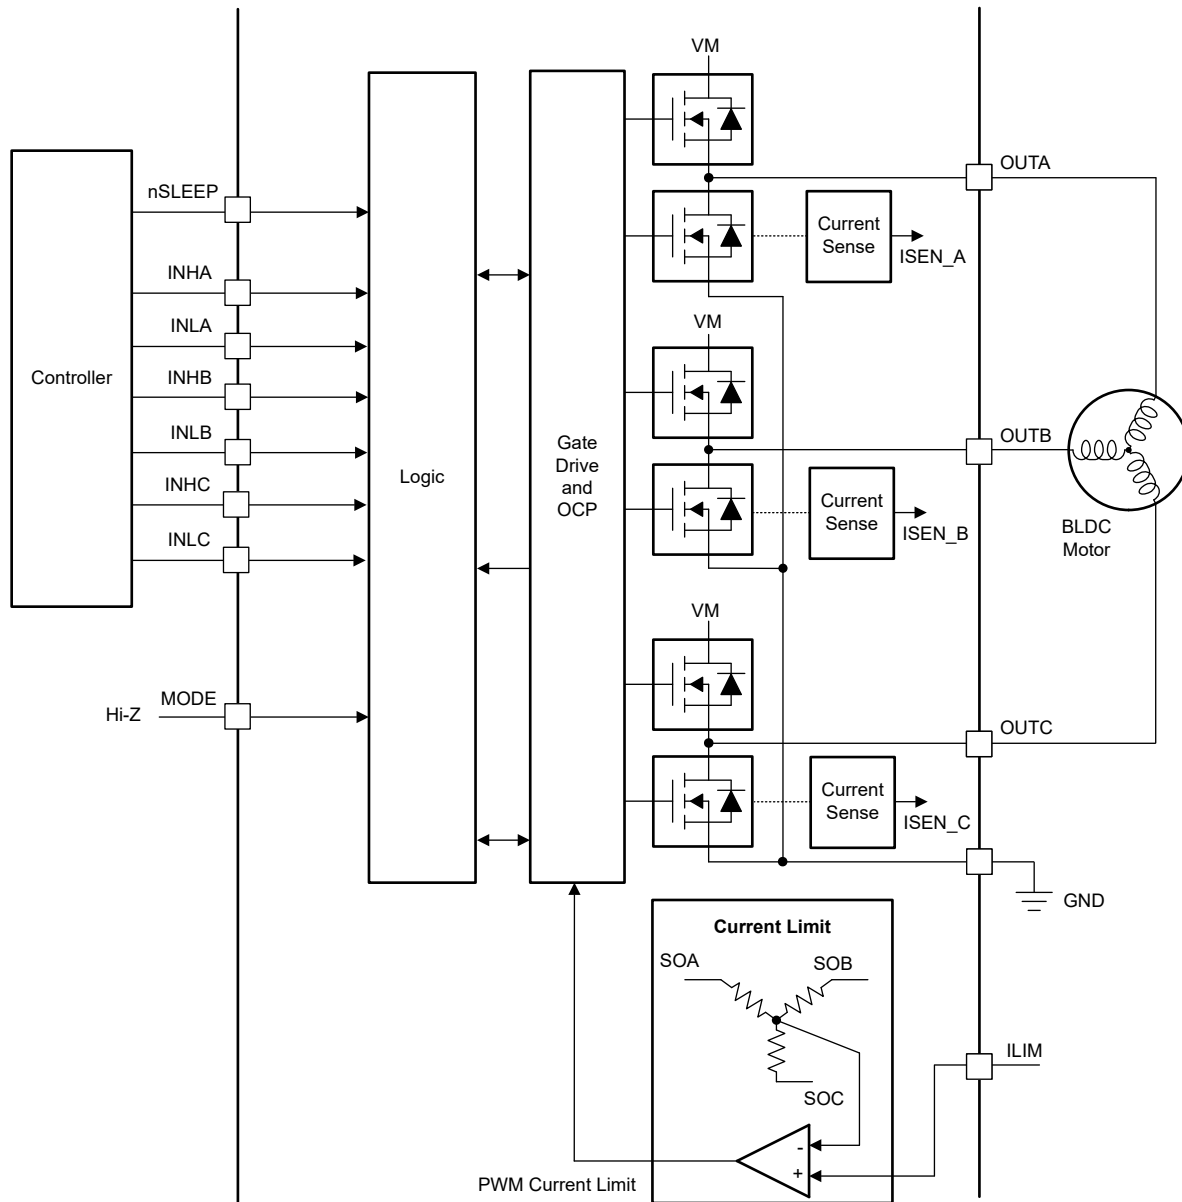 VM
OUTA
nSLEEP
Current
Sense
ISEN_A
INHA
INLA
VM
Controller
INHB
INLB
Gate
Drive
and
OCP
OUTB
Logic
INHC
Current
Sense
ISEN_B
BLDC
Motor
INLC
VM
MODE
Hi-Z
OUTC
Current
Sense
ISEN_C
GND
Current Limit
SOA
SOB
ILIM
SOC
-
+
PWM Current Limit